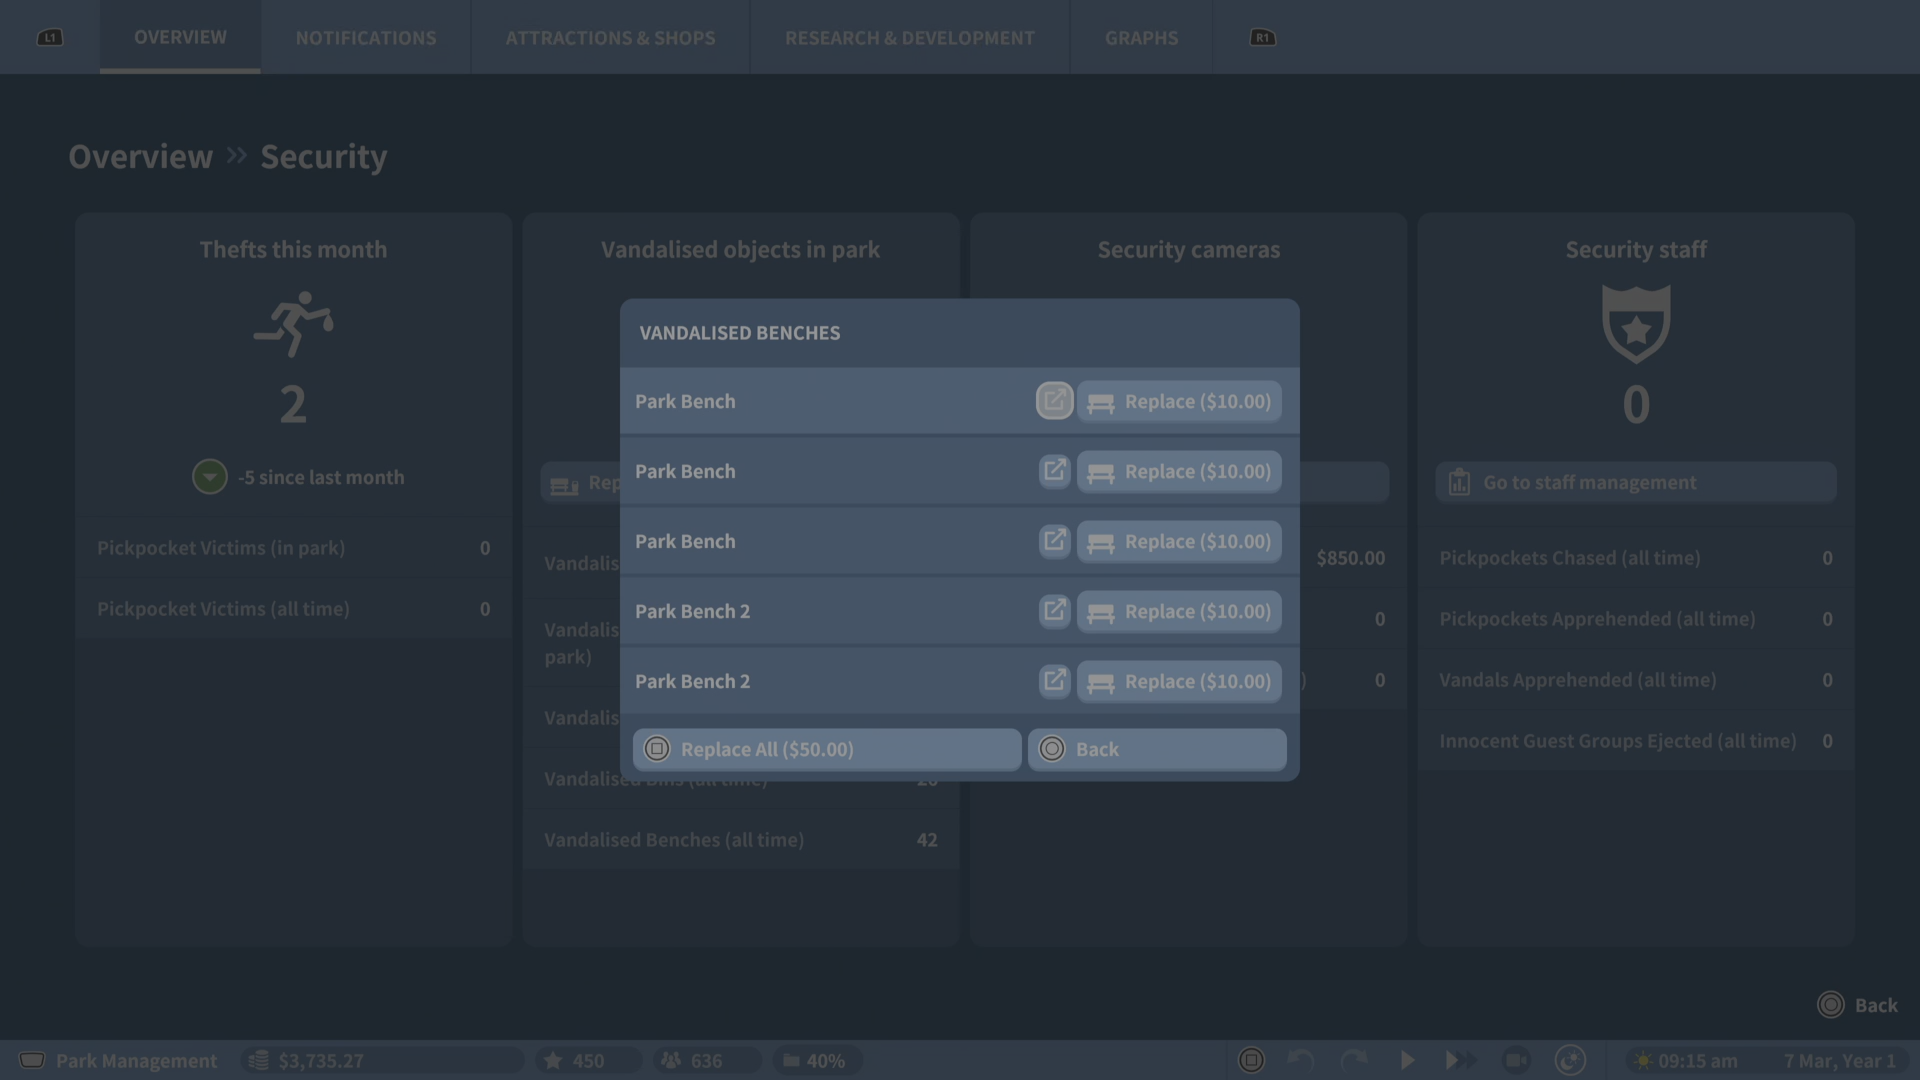 L1
OVERVIEW
NOTIFICATIONS
ATTRACTIONS & SHOPS
RESEARCH & DEVELOPMENT
GRAPHS
R1
Overview » Security
Thefts this month
2
-5 since last month
Pickpocket Victims (in park) 0
Pickpocket Victims (all time) 0
Vandalised objects in park
Vandalised Benches (all time) 42
Security cameras
$850.00
0
) 0
Security staff
0
Go to staff management
Pickpockets Chased (all time) 0
Pickpockets Apprehended (all time) 0
Vandals Apprehended (all time) 0
Innocent Guest Groups Ejected (all time) 0
VANDALISED BENCHES
Park Bench Replace ($10.00)
Park Bench Replace ($10.00)
Park Bench Replace ($10.00)
Park Bench 2 Replace ($10.00)
Park Bench 2 Replace ($10.00)
Replace All ($50.00)
Back
Back
Park Management
$3,735.27
450
636
40%
09:15 am
7 Mar, Year 1